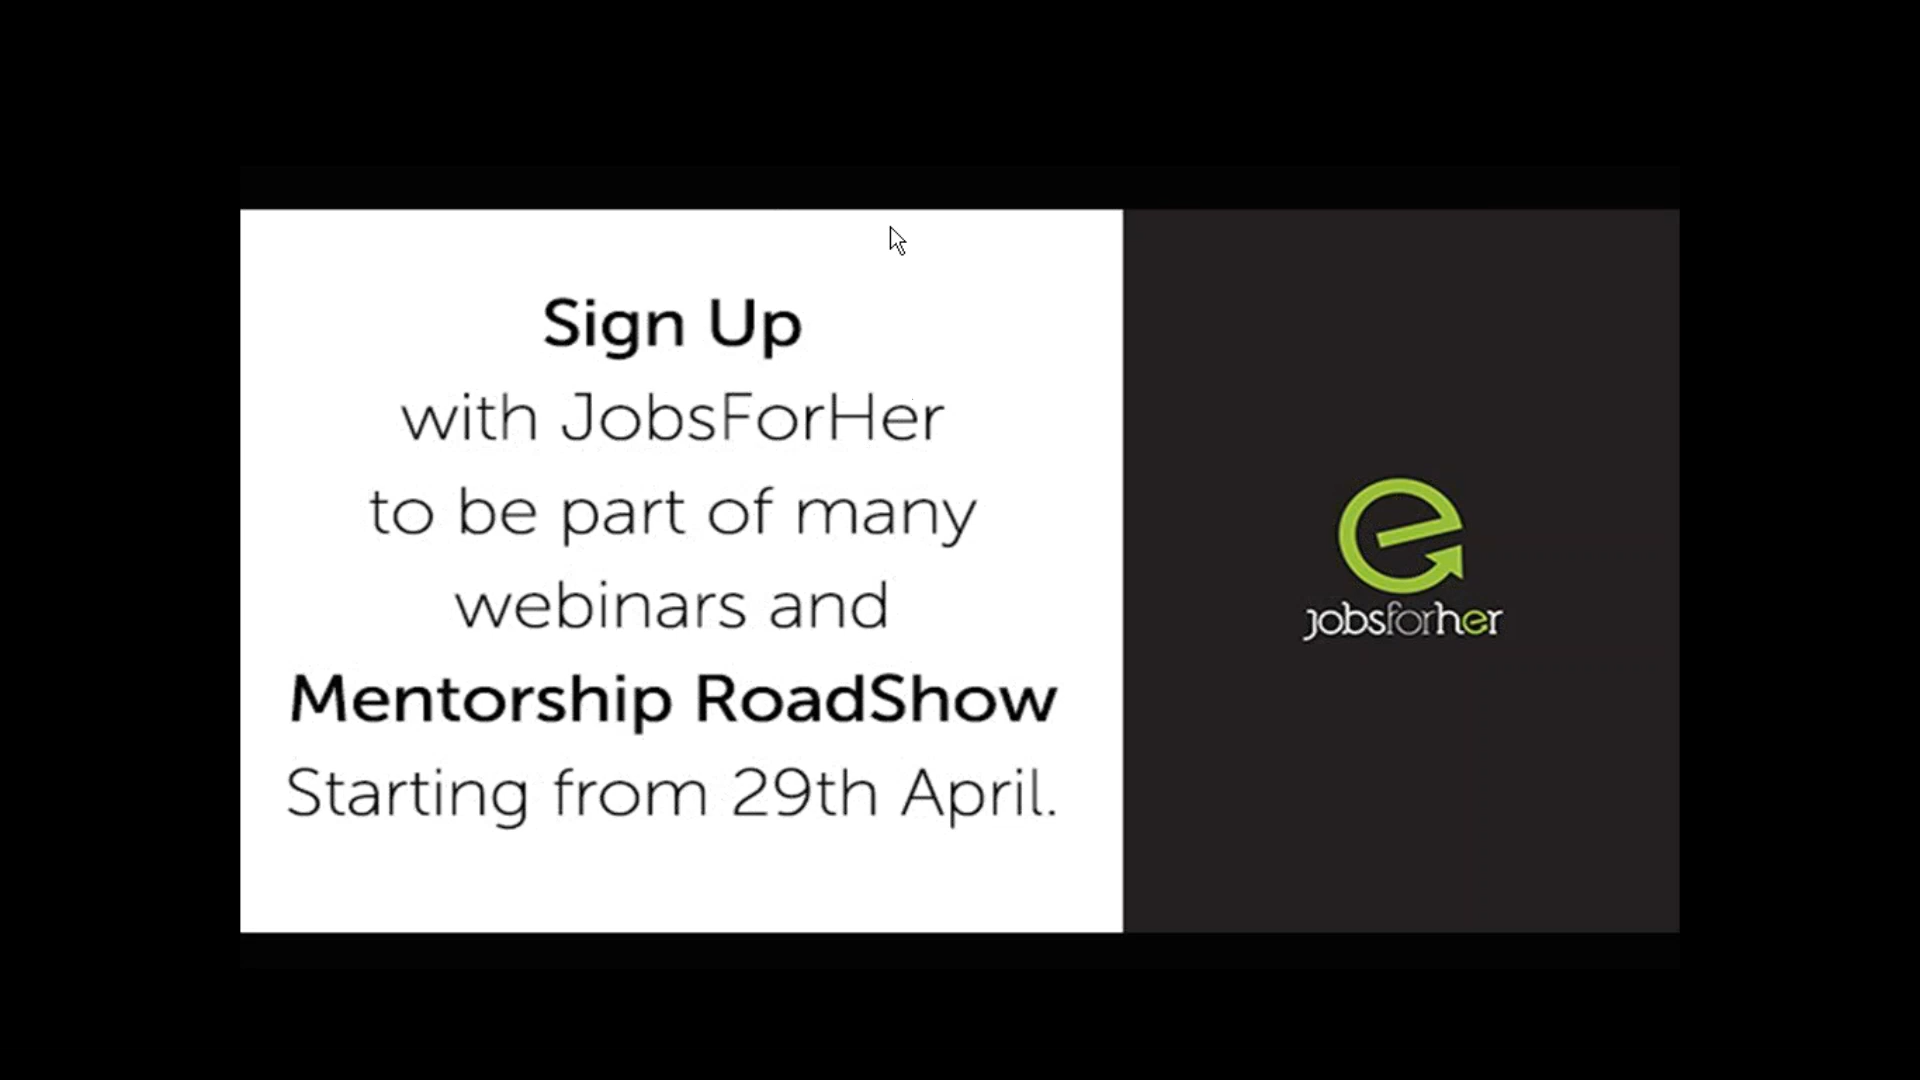 Sign Up
with JobsForHer
to be part of many
webinars and
Mentorship RoadShow
Starting from 29th April.
jobsforher